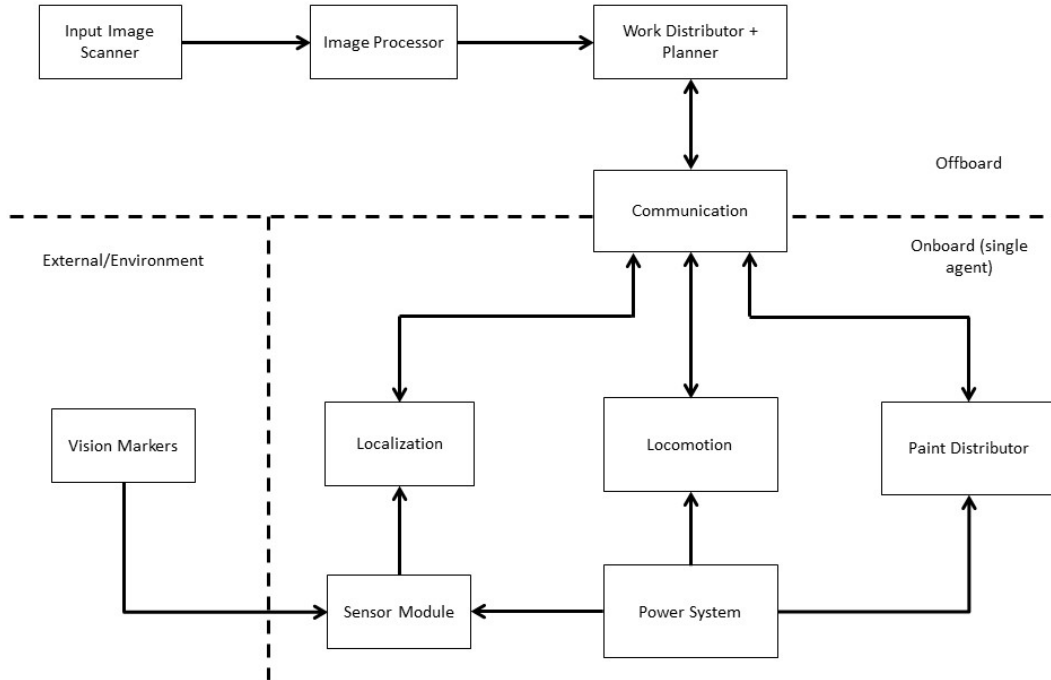 Input Image
Scanner
Image Processor
Work Distributor +
Planner
Offboard
Communication
External/Environment
Onboard (single
agent)
Vision Markers
Localization
Locomotion
Paint Distributor
Sensor Module
Power System